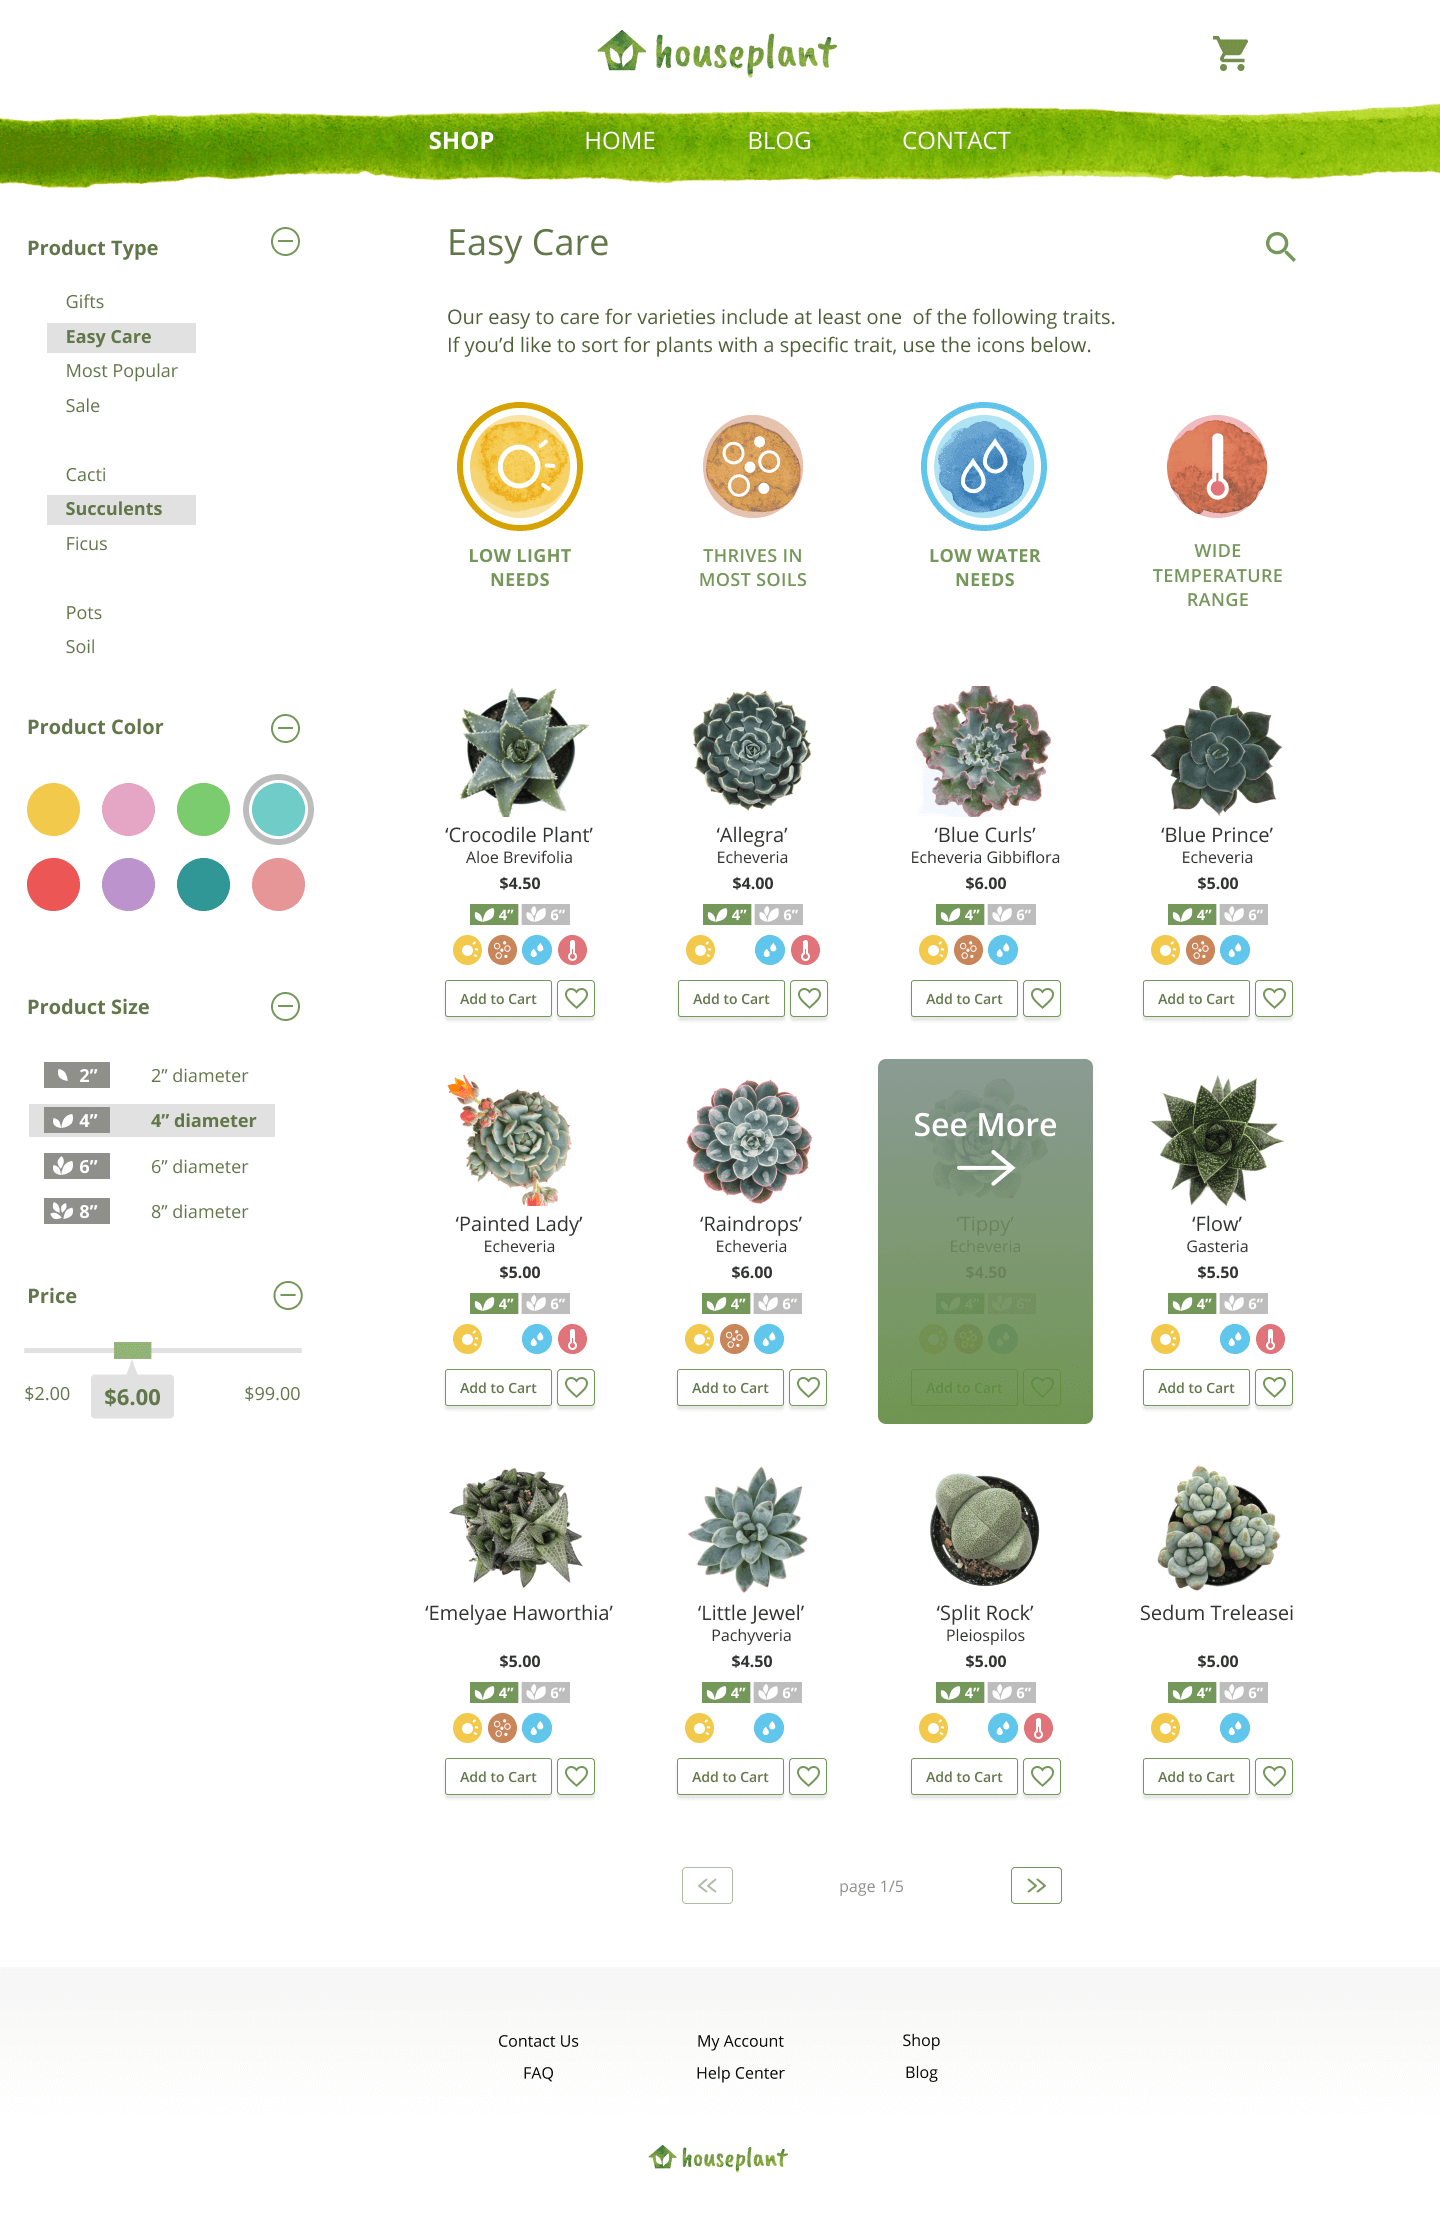 houseplant
SHOP
HOME
BLOG
CONTACT
Product Type
Gifts
Easy Care
Most Popular
Sale
Cacti
Succulents
Ficus
Pots
Soil
Product Color
Product Size
2” 2” diameter
4” 4” diameter
6” 6” diameter
8” 8” diameter
Price
$2.00
$6.00
$99.00
Easy Care
Our easy to care for varieties include at least one of the following traits.
If you’d like to sort for plants with a specific trait, use the icons below.
LOW LIGHT
NEEDS
THRIVES IN
MOST SOILS
LOW WATER
NEEDS
WIDE
TEMPERATURE
RANGE
‘Crocodile Plant’
Aloe Brevifolia
$4.50
4” 6”
Add to Cart
‘Allegra’
Echeveria
$4.00
4” 6”
Add to Cart
‘Blue Curls’
Echeveria Gibbiflora
$6.00
4” 6”
Add to Cart
‘Blue Prince’
Echeveria
$5.00
4” 6”
Add to Cart
‘Painted Lady’
Echeveria
$5.00
4” 6”
Add to Cart
‘Raindrops’
Echeveria
$6.00
4” 6”
Add to Cart
See More
‘Tippy’
Echeveria
$4.50
4” 6”
Add to Cart
‘Flow’
Gasteria
$5.50
4” 6”
Add to Cart
‘Emelyae Haworthia’
$5.00
4” 6”
Add to Cart
‘Little Jewel’
Pachyveria
$4.50
4” 6”
Add to Cart
‘Split Rock’
Pleiospilos
$5.00
4” 6”
Add to Cart
Sedum Treleasei
$5.00
4” 6”
Add to Cart
page 1/5
Contact Us
FAQ
My Account
Help Center
Shop
Blog
houseplant